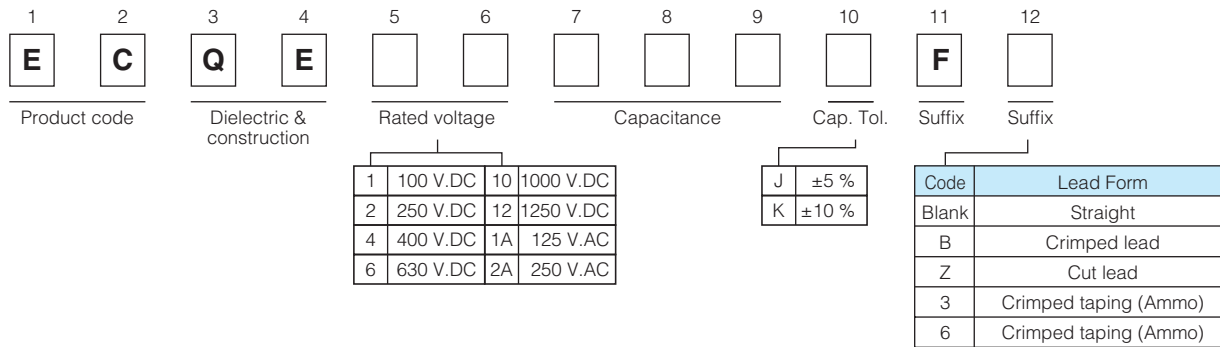 1 2 3 4 5 6 7 8 9 10 11 12
E C Q E F
Product code Dielectric & Rated voltage Capacitance Cap. Tol. Suffix Suffix
construction
1 100 V.DC 10 1000 V.DC
2 250 V.DC 12 1250 V.DC
4 400 V.DC 1A 125 V.AC
6 630 V.DC 2A 250 V.AC
J ±5 %
K ±10 %
Code Lead Form
Blank Straight
B Crimped lead
Z Cut lead
3 Crimped taping (Ammo)
6 Crimped taping (Ammo)